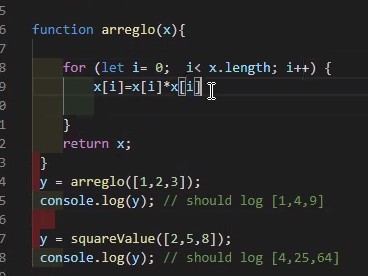 5
6 function arreglo(x){
7
8 for (let i= 0; i< x.length; i++) {
9 x[i]=x[i]*x[i]
0
1 }
2 return x;
3 }
4 y = arreglo([1,2,3]);
5 console.log(y); // should log [1,4,9]
6
7 y = squareValue([2,5,8]);
8 console.log(y); // should log [4,25,64]